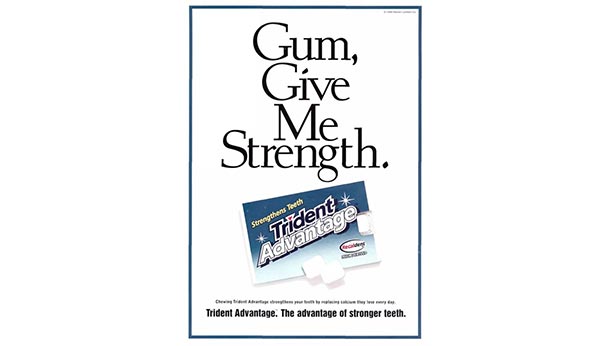 Gum,
Give
Me
Strength.
Strengthens Teeth
Trident
Advantage
Recaldent
Chewing Trident Advantage strengthens your teeth by replacing calcium they lose every day.
Trident Advantage. The advantage of stronger teeth.